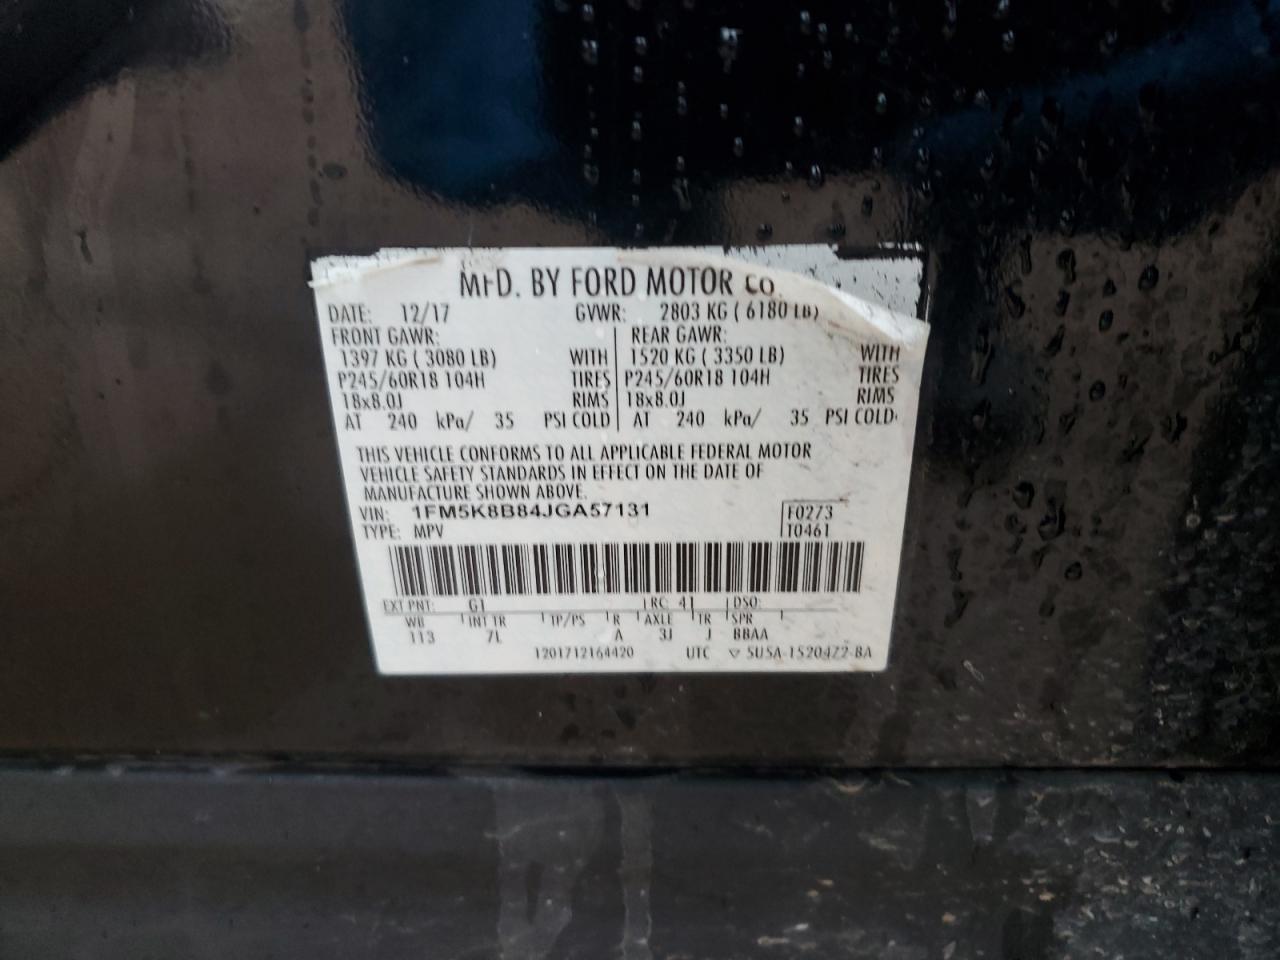 MFD. BY FORD MOTOR CO.
DATE: 12/17 GVWR: 2803 KG ( 6180 LB)
FRONT GAWR: REAR GAWR:
1397 KG ( 3080 LB) WITH 1520 KG ( 3350 LB) WITH
P245/60R18 104H TIRES P245/60R18 104H TIRES
18x8.0J RIMS 18x8.0J RIMS
AT 240 kPa/ 35 PSI COLD AT 240 kPa/ 35 PSI COLD
THIS VEHICLE CONFORMS TO ALL APPLICABLE FEDERAL MOTOR
VEHICLE SAFETY STANDARDS IN EFFECT ON THE DATE OF
MANUFACTURE SHOWN ABOVE.
VIN: 1FM5K8B84JGA57131 F0273
TYPE: MPV T0461
EXT PNT: G1 RC: 41 DSO:
WB INT TR TP/PS R AXLE TR SPR
113 7L A 3J J BBAA
1201712164420 UTC ▽ 5U5A-1520472-BA